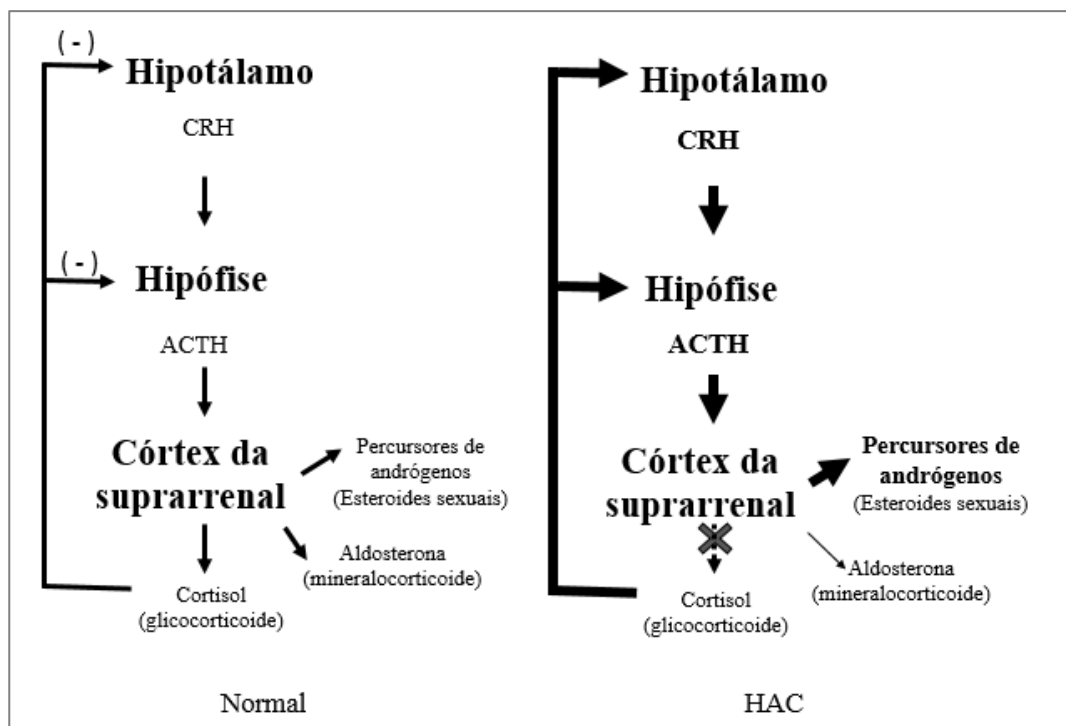 ( - )
Hipotálamo
CRH
( - )
Hipófise
ACTH
Córtex da
suprarrenal
Percursores de
andrógenos
(Esteroides sexuais)
Aldosterona
(mineralocorticoide)
Cortisol
(glicocorticoide)
Normal
Hipotálamo
CRH
Hipófise
ACTH
Córtex da
suprarrenal
Percursores de
andrógenos
(Esteroides sexuais)
Aldosterona
(mineralocorticoide)
Cortisol
(glicocorticoide)
HAC